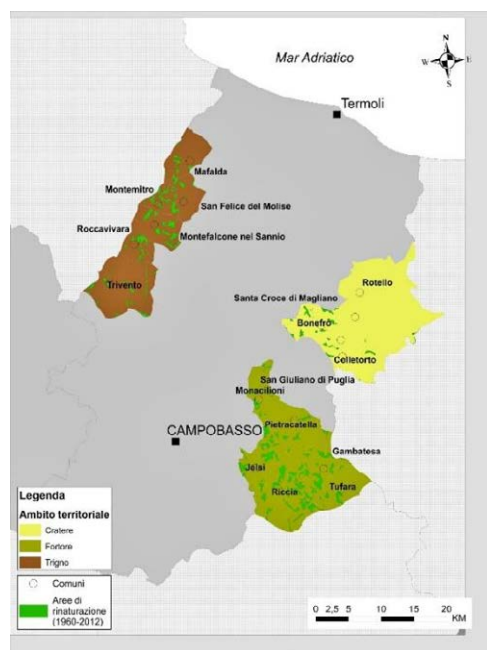 Mar Adriatico
N
W E
S
Termoli
Mafalda
Montemitro
San Felice del Molise
Roccavivara
Montefalcone nel Sannio
Trivento
Rotello
Santa Croce di Magliano
Bonefro
Colletorto
San Giuliano di Puglia
Monacilioni
Pietracatella
CAMPOBASSO
Gambatesa
Jelsi
Riccia
Tufara
Legenda
Ambito territoriale
Cratere
Fortore
Trigno
Comuni
Aree di
rinaturazione
(1960-2012)
0 2,5 5 10 15 20
KM